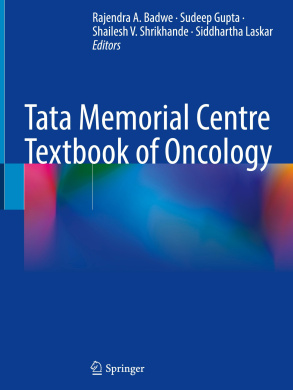 Rajendra A. Badwe · Sudeep Gupta
Shailesh V. Shrikhande · Siddhartha Laskar
Editors
Tata Memorial Centre
Textbook of Oncology
Springer